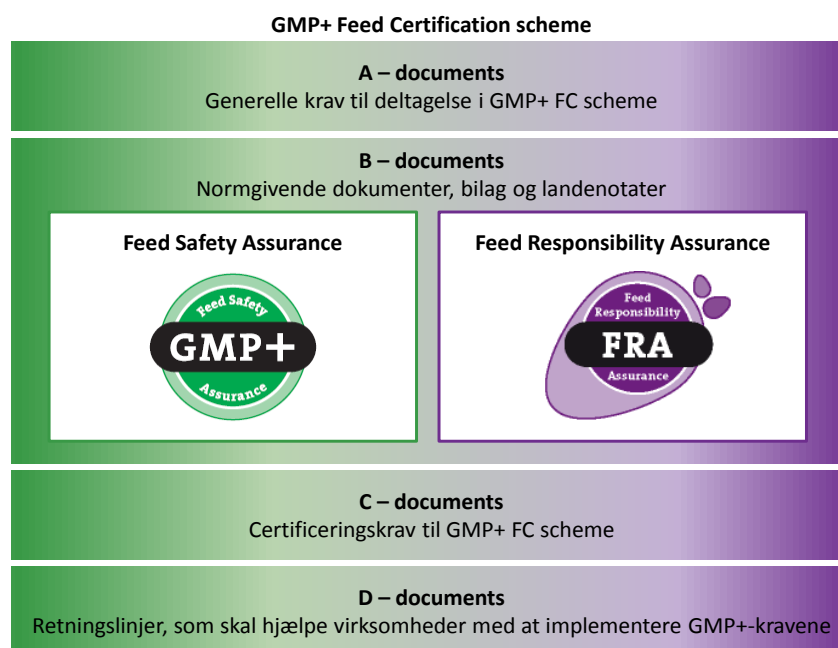 GMP+ Feed Certification scheme
A – documents
Generelle krav til deltagelse i GMP+ FC scheme
B – documents
Normgivende dokumenter, bilag og landenotater
Feed Safety Assurance
Feed Safety
GMP+
Assurance
Feed Responsibility Assurance
Feed
Responsibility
FRA
Assurance
C – documents
Certificeringskrav til GMP+ FC scheme
D – documents
Retningslinjer, som skal hjælpe virksomheder med at implementere GMP+-kravene